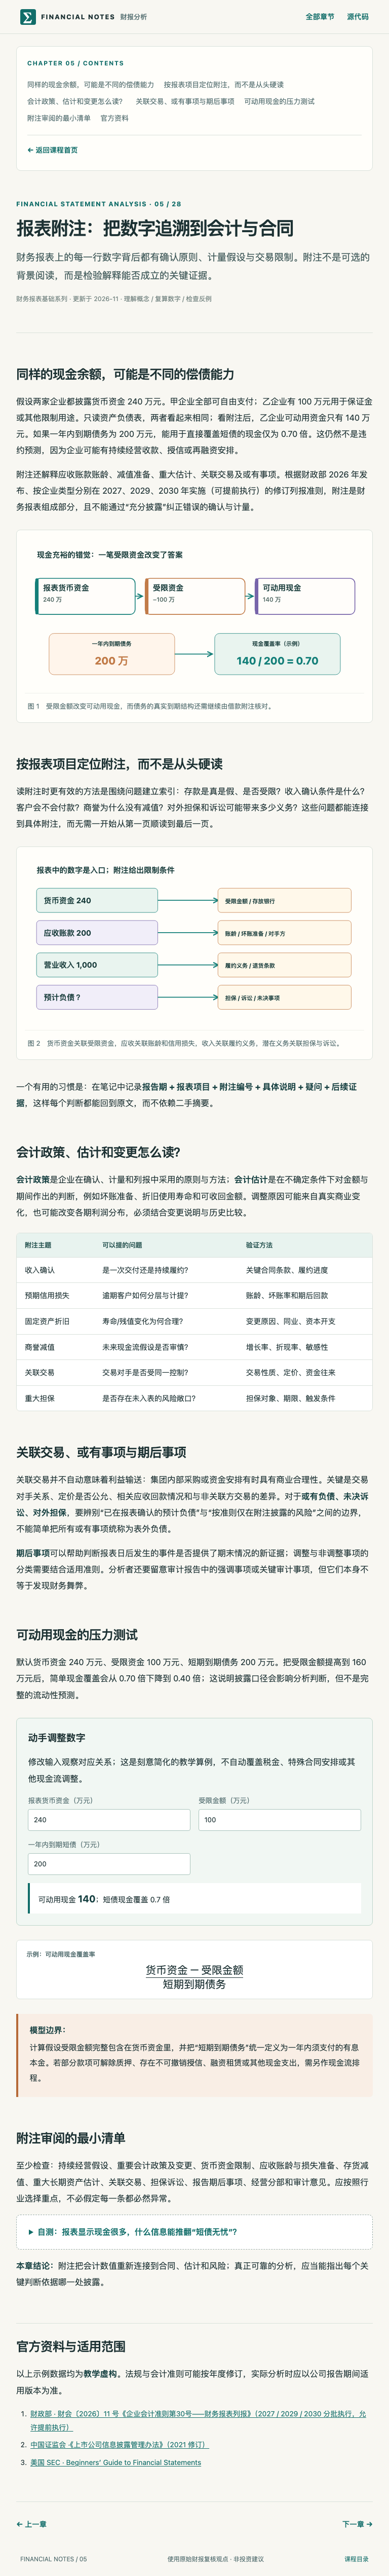 FINANCIAL NOTES 财报分析
全部章节 源代码
CHAPTER 05 / CONTENTS
同样的现金余额，可能是不同的偿债能力 按报表项目定位附注，而不是从头硬读
会计政策、估计和变更怎么读？ 关联交易、或有事项与期后事项 可动用现金的压力测试
附注审阅的最小清单 官方资料
← 返回课程首页
FINANCIAL STATEMENT ANALYSIS · 05 / 28
报表附注：把数字追溯到会计与合同
财务报表上的每一行数字背后都有确认原则、计量假设与交易限制。附注不是可选的
背景阅读，而是检验解释能否成立的关键证据。
财务报表基础系列 · 更新于 2026-11 · 理解概念 / 复算数字 / 检查反例
同样的现金余额，可能是不同的偿债能力
假设两家企业都披露货币资金 240 万元。甲企业全部可自由支配；乙企业有 100 万元用于保证金
或其他限制用途。只读资产负债表，两者看起来相同；看附注后，乙企业可动用资金只有 140 万
元。如果一年内到期债务为 200 万元，能用于直接覆盖短债的现金仅为 0.70 倍。这仍然不是违
约预测，因为企业可能有持续经营收款、授信或再融资安排。
附注还解释应收账款账龄、减值准备、重大估计、关联交易及或有事项。根据财政部 2026 年发
布、按企业类型分别在 2027、2029、2030 年实施（可提前执行）的修订列报准则，附注是财
务报表组成部分，且不能通过“充分披露”纠正错误的确认与计量。
现金充裕的错觉：一笔受限资金改变了答案
报表货币资金
240 万
受限资金
−100 万
可动用现金
140 万
一年内到期债务
200 万
现金覆盖率（示例）
140 / 200 = 0.70
图 1 受限金额改变可动用现金，而债务的真实到期结构还需继续由借款附注核对。
按报表项目定位附注，而不是从头硬读
读附注时更有效的方法是围绕问题建立索引：存款是真是假、是否受限？收入确认条件是什么？
客户会不会付款？商誉为什么没有减值？对外担保和诉讼可能带来多少义务？这些问题都能连接
到具体附注，而无需一开始从第一页顺读到最后一页。
报表中的数字是入口；附注给出限制条件
货币资金 240
受限金额 / 存放银行
应收账款 200
账龄 / 坏账准备 / 对手方
营业收入 1,000
履约义务 / 退货条款
预计负债 ?
担保 / 诉讼 / 未决事项
图 2 货币资金关联受限资金，应收关联账龄和信用损失，收入关联履约义务，潜在义务关联担保与诉讼。
一个有用的习惯是：在笔记中记录报告期 + 报表项目 + 附注编号 + 具体说明 + 疑问 + 后续证
据，这样每个判断都能回到原文，而不依赖二手摘要。
会计政策、估计和变更怎么读？
会计政策是企业在确认、计量和列报中采用的原则与方法；会计估计是在不确定条件下对金额与
期间作出的判断，例如坏账准备、折旧使用寿命和可收回金额。调整原因可能来自真实商业变
化，也可能改变各期利润分布，必须结合变更说明与历史比较。
附注主题 可以提的问题 验证方法
收入确认 是一次交付还是持续履约？ 关键合同条款、履约进度
预期信用损失 逾期客户如何分层与计提？ 账龄、坏账率和期后回款
固定资产折旧 寿命/残值变化为何合理？ 变更原因、同业、资本开支
商誉减值 未来现金流假设是否审慎？ 增长率、折现率、敏感性
关联交易 交易对手是否受同一控制？ 交易性质、定价、资金往来
重大担保 是否存在未入表的风险敞口？ 担保对象、期限、触发条件
关联交易、或有事项与期后事项
关联交易并不自动意味着利益输送：集团内部采购或资金安排有时具有商业合理性。关键是交易
对手关系、定价是否公允、相关应收回款情况和与非关联方交易的差异。对于或有负债、未决诉
讼、对外担保，要辨别“已在报表确认的预计负债”与“按准则仅在附注披露的风险”之间的边界，
不能简单把所有或有事项统称为表外负债。
期后事项可以帮助判断报表日后发生的事件是否提供了期末情况的新证据；调整与非调整事项的
分类需要结合适用准则。分析者还要留意审计报告中的强调事项或关键审计事项，但它们本身不
等于发现财务舞弊。
可动用现金的压力测试
默认货币资金 240 万元、受限资金 100 万元、短期到期债务 200 万元。把受限金额提高到 160
万元后，简单现金覆盖会从 0.70 倍下降到 0.40 倍；这说明披露口径会影响分析判断，但不是完
整的流动性预测。
动手调整数字
修改输入观察对应关系；这是刻意简化的教学算例，不自动覆盖税金、特殊合同安排或其
他现金流调整。
报表货币资金（万元）
240
受限金额（万元）
100
一年内到期短债（万元）
200
可动用现金 140；短债现金覆盖 0.7 倍
示例：可动用现金覆盖率
货币资金 − 受限金额
短期到期债务
模型边界：
计算假设受限金额完整包含在货币资金里，并把“短期到期债务”统一定义为一年内须支付的有息
本金。若部分款项可解除质押、存在不可撤销授信、融资租赁或其他现金支出，需另作现金流排
程。
附注审阅的最小清单
至少检查：持续经营假设、重要会计政策及变更、货币资金限制、应收账龄与损失准备、存货减
值、重大长期资产估计、关联交易、担保诉讼、报告期后事项、经营分部和审计意见。应按照行
业选择重点，不必假定每一条都必然异常。
▶ 自测：报表显示现金很多，什么信息能推翻“短债无忧”？
本章结论：附注把会计数值重新连接到合同、估计和风险；真正可靠的分析，应当能指出每个关
键判断依据哪一处披露。
官方资料与适用范围
以上示例数据均为教学虚构。法规与会计准则可能按年度修订，实际分析时应以公司报告期间适
用版本为准。
1. 财政部 · 财会〔2026〕11 号《企业会计准则第30号——财务报表列报》（2027 / 2029 / 2030 分批执行，允
许提前执行）
2. 中国证监会《上市公司信息披露管理办法》（2021 修订）
3. 美国 SEC · Beginners' Guide to Financial Statements
← 上一章 下一章 →
FINANCIAL NOTES / 05 使用原始财报复核观点 · 非投资建议 课程目录